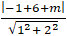 |−1+6+m|
√1² + 2²